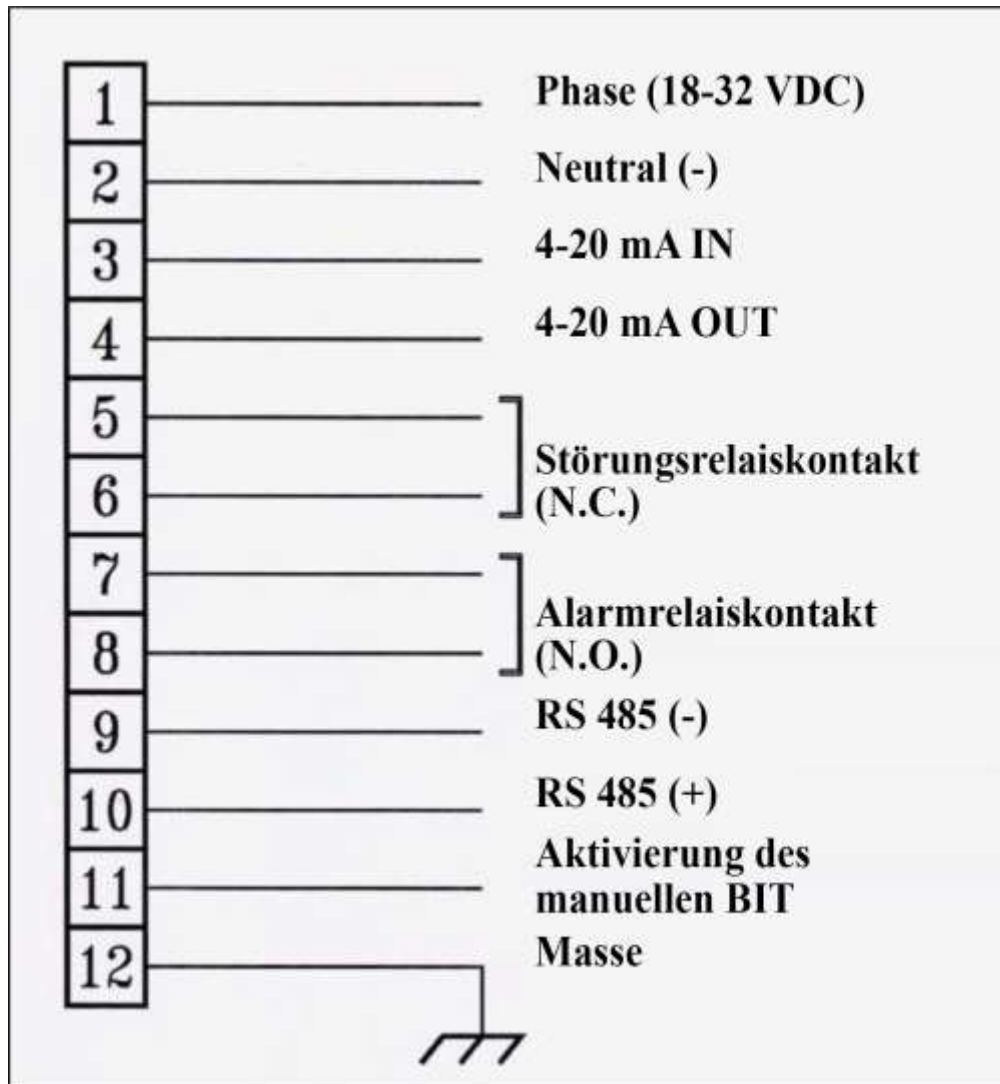 1 Phase (18-32 VDC)
2 Neutral (-)
3 4-20 mA IN
4 4-20 mA OUT
5
6 Störungsrelaiskontakt
(N.C.)
7
8 Alarmrelaiskontakt
(N.O.)
9 RS 485 (-)
10 RS 485 (+)
11 Aktivierung des
manuellen BIT
12 Masse